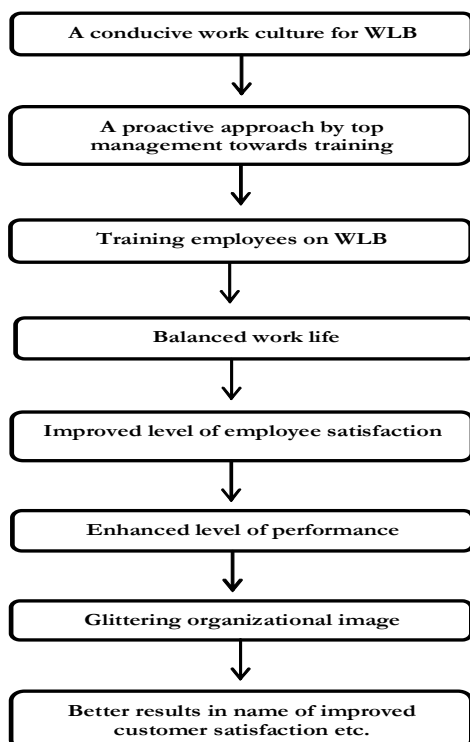 A conducive work culture for WLB
A proactive approach by top
management towards training
Training employees on WLB
Balanced work life
Improved level of employee satisfaction
Enhanced level of performance
Glittering organizational image
Better results in name of improved
customer satisfaction etc.